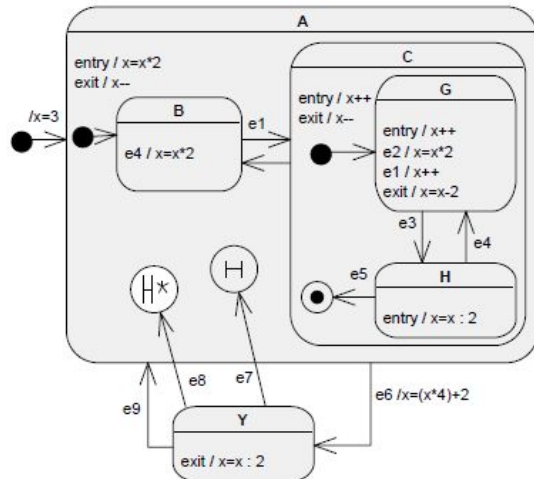 A
entry / x=x*2
exit / x--
/x=3
B
e4 / x=x*2
e1
C
entry / x++
exit / x--
G
entry / x++
e2 / x=x*2
e1 / x++
exit / x=x-2
e3
e4
e5
H
entry / x=x : 2
H*
H
e9
e8
e7
e6 /x=(x*4)+2
Y
exit / x=x : 2